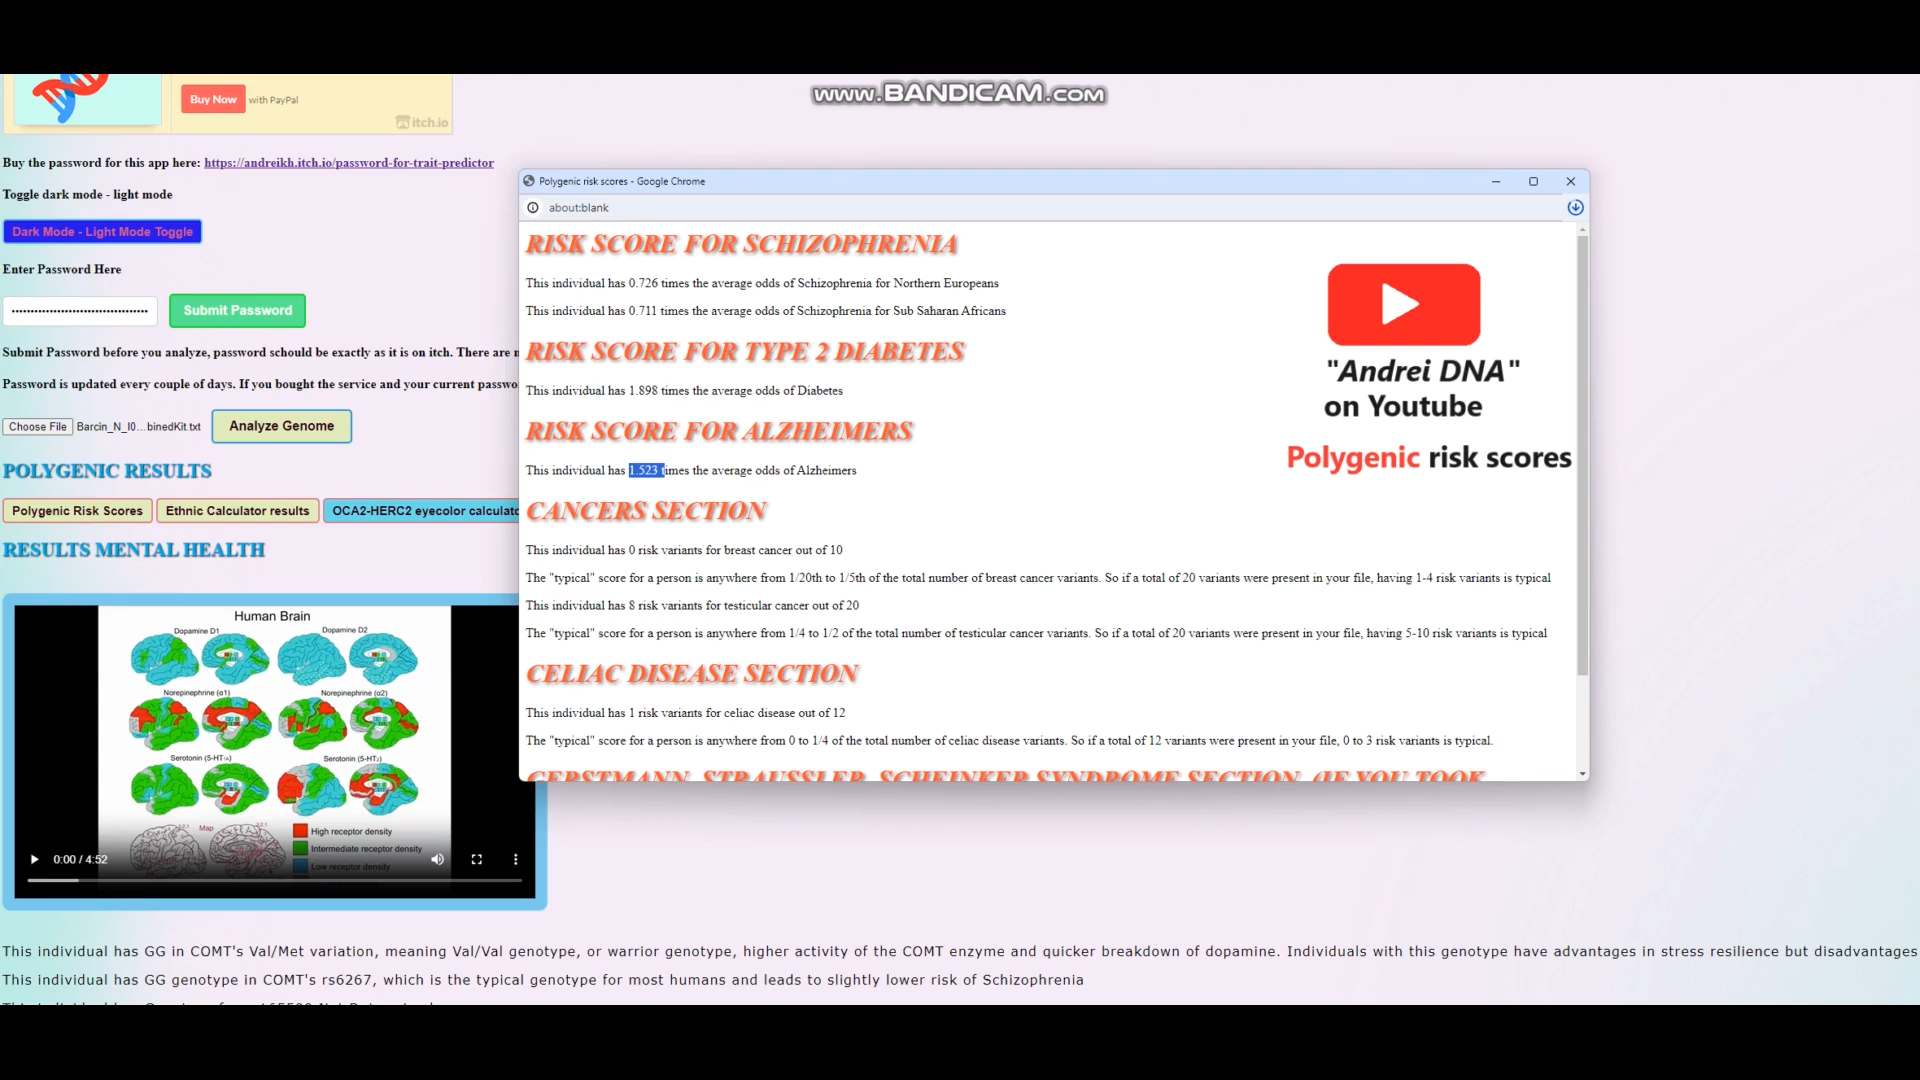 www.BANDICAM.com
Buy Now with PayPal
itch.io
Buy the password for this app here: https://andreikh.itch.io/password-for-trait-predictor
Toggle dark mode - light mode
Dark Mode - Light Mode Toggle
Enter Password Here
Submit Password
Submit Password before you analyze, password schould be exactly as it is on itch. There are n
Password is updated every couple of days. If you bought the service and your current passwo
Choose File Barcin_N_I0...binedKit.txt Analyze Genome
POLYGENIC RESULTS
Polygenic Risk Scores Ethnic Calculator results OCA2-HERC2 eyecolor calculato
RESULTS MENTAL HEALTH
Human Brain
Dopamine D1 Dopamine D2
Norepinephrine (α1) Norepinephrine (α2)
Serotonin (5-HT1A) Serotonin (5-HT2)
Map
High receptor density
Intermediate receptor density
Low receptor density
0:00 / 4:52
Polygenic risk scores - Google Chrome
about:blank
RISK SCORE FOR SCHIZOPHRENIA
This individual has 0.726 times the average odds of Schizophrenia for Northern Europeans
This individual has 0.711 times the average odds of Schizophrenia for Sub Saharan Africans
RISK SCORE FOR TYPE 2 DIABETES
This individual has 1.898 times the average odds of Diabetes
RISK SCORE FOR ALZHEIMERS
This individual has 1.523 times the average odds of Alzheimers
CANCERS SECTION
This individual has 0 risk variants for breast cancer out of 10
The "typical" score for a person is anywhere from 1/20th to 1/5th of the total number of breast cancer variants. So if a total of 20 variants were present in your file, having 1-4 risk variants is typical
This individual has 8 risk variants for testicular cancer out of 20
The "typical" score for a person is anywhere from 1/4 to 1/2 of the total number of testicular cancer variants. So if a total of 20 variants were present in your file, having 5-10 risk variants is typical
CELIAC DISEASE SECTION
This individual has 1 risk variants for celiac disease out of 12
The "typical" score for a person is anywhere from 0 to 1/4 of the total number of celiac disease variants. So if a total of 12 variants were present in your file, 0 to 3 risk variants is typical.
GERSTMANN, STRAUSSLER, SCHEINKER SYNDROME SECTION, (IF YOU TOOK
"Andrei DNA"
on Youtube
Polygenic risk scores
This individual has GG in COMT's Val/Met variation, meaning Val/Val genotype, or warrior genotype, higher activity of the COMT enzyme and quicker breakdown of dopamine. Individuals with this genotype have advantages in stress resilience but disadvantages
This individual has GG genotype in COMT's rs6267, which is the typical genotype for most humans and leads to slightly lower risk of Schizophrenia